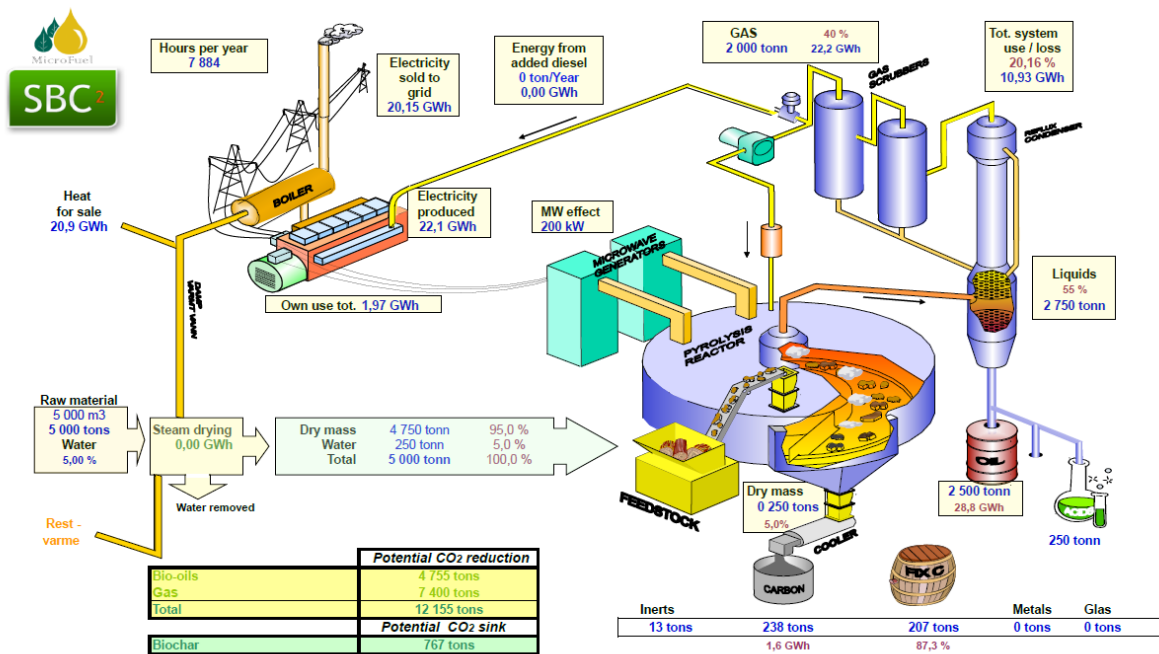 MicroFuel
SBC 2
Hours per year
7 884
Electricity
sold to
grid
20,15 GWh
Energy from
added diesel
0 ton/Year
0,00 GWh
GAS 40 %
2 000 tonn 22,2 GWh
GAS
SCRUBBERS
Tot. system
use / loss
20,16 %
10,93 GWh
REFLUX
CONDENSER
Heat
for sale
20,9 GWh
BOILER
Electricity
produced
22,1 GWh
MW effect
200 kW
MICROWAVE
GENERATORS
Liquids
55 %
2 750 tonn
DAMP
VARMT VANN
Own use tot. 1,97 GWh
PYROLYSIS
REACTOR
Raw material
5 000 m3
5 000 tons
Water
5,00 %
Steam drying
0,00 GWh
Dry mass 4 750 tonn 95,0 %
Water 250 tonn 5,0 %
Total 5 000 tonn 100,0 %
Water removed
Rest -
varme
FEEDSTOCK
Dry mass
0 250 tons
5,0%
COOLER
CARBON
FIX C
OIL
2 500 tonn
28,8 GWh
250 tonn
Potential CO2 reduction
Bio-oils 4 755 tons
Gas 7 400 tons
Total 12 155 tons
Potential CO2 sink
Biochar 767 tons
Inerts Metals Glas
13 tons 238 tons 207 tons 0 tons 0 tons
1,6 GWh 87,3 %